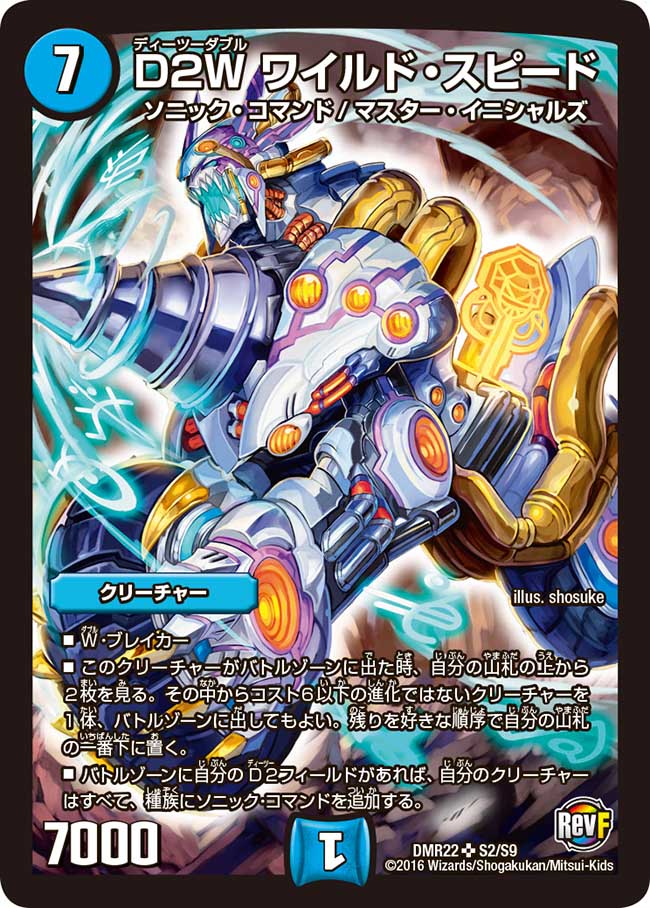 7
ディーツーダブル
D2W ワイルド・スピード
ソニック・コマンド / マスター・イニシャルズ
クリーチャー
illus. shosuke
■ W・ブレイカー
■ このクリーチャーがバトルゾーンに出た時、自分の山札の上から
2枚を見る。その中からコスト6以下の進化ではないクリーチャーを
1体、バトルゾーンに出してもよい。残りを好きな順序で自分の山札
の一番下に置く。
■ バトルゾーンに自分のD2フィールドがあれば、自分のクリーチャー
はすべて、種族にソニック・コマンドを追加する。
7000
1
RevF
DMR22 S2/S9
©2016 Wizards/Shogakukan/Mitsui-Kids